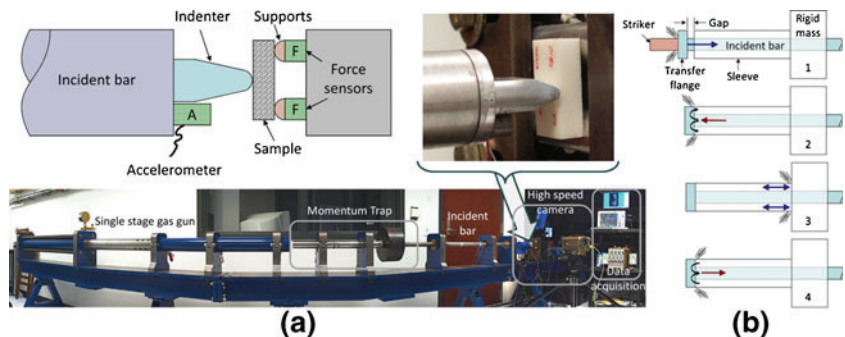 Indenter
Supports
Incident bar
F
Force
sensors
F
A
Sample
Accelerometer
Single stage gas gun
Momentum Trap
Incident
bar
High speed
camera
Data
acquisition
(a)
Striker
Gap
Rigid
mass
Incident bar
Transfer
flange
Sleeve
1
2
3
4
(b)